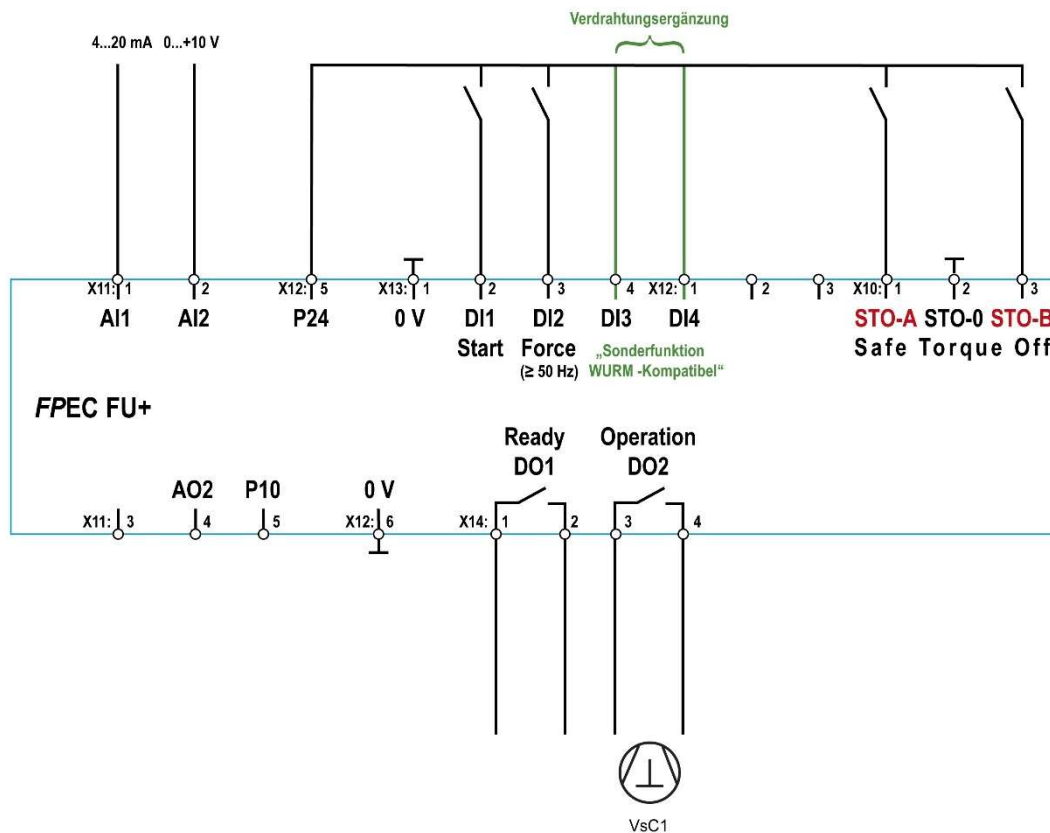 Verdrahtungsergänzung
4...20 mA 0...+10 V
X11: 1 2 X12: 5 X13: 1 2 3 4 X12: 1 2 3 X10: 1 2 3
AI1 AI2 P24 0 V DI1 DI2 DI3 DI4 STO-A STO-0 STO-B
Start Force „Sonderfunktion Safe Torque Off
(≥ 50 Hz) WURM -Kompatibel“
FPEC FU+
Ready Operation
DO1 DO2
AO2 P10 0 V
X11: 3 4 5 X12: 6 X14: 1 2 3 4
VsC1